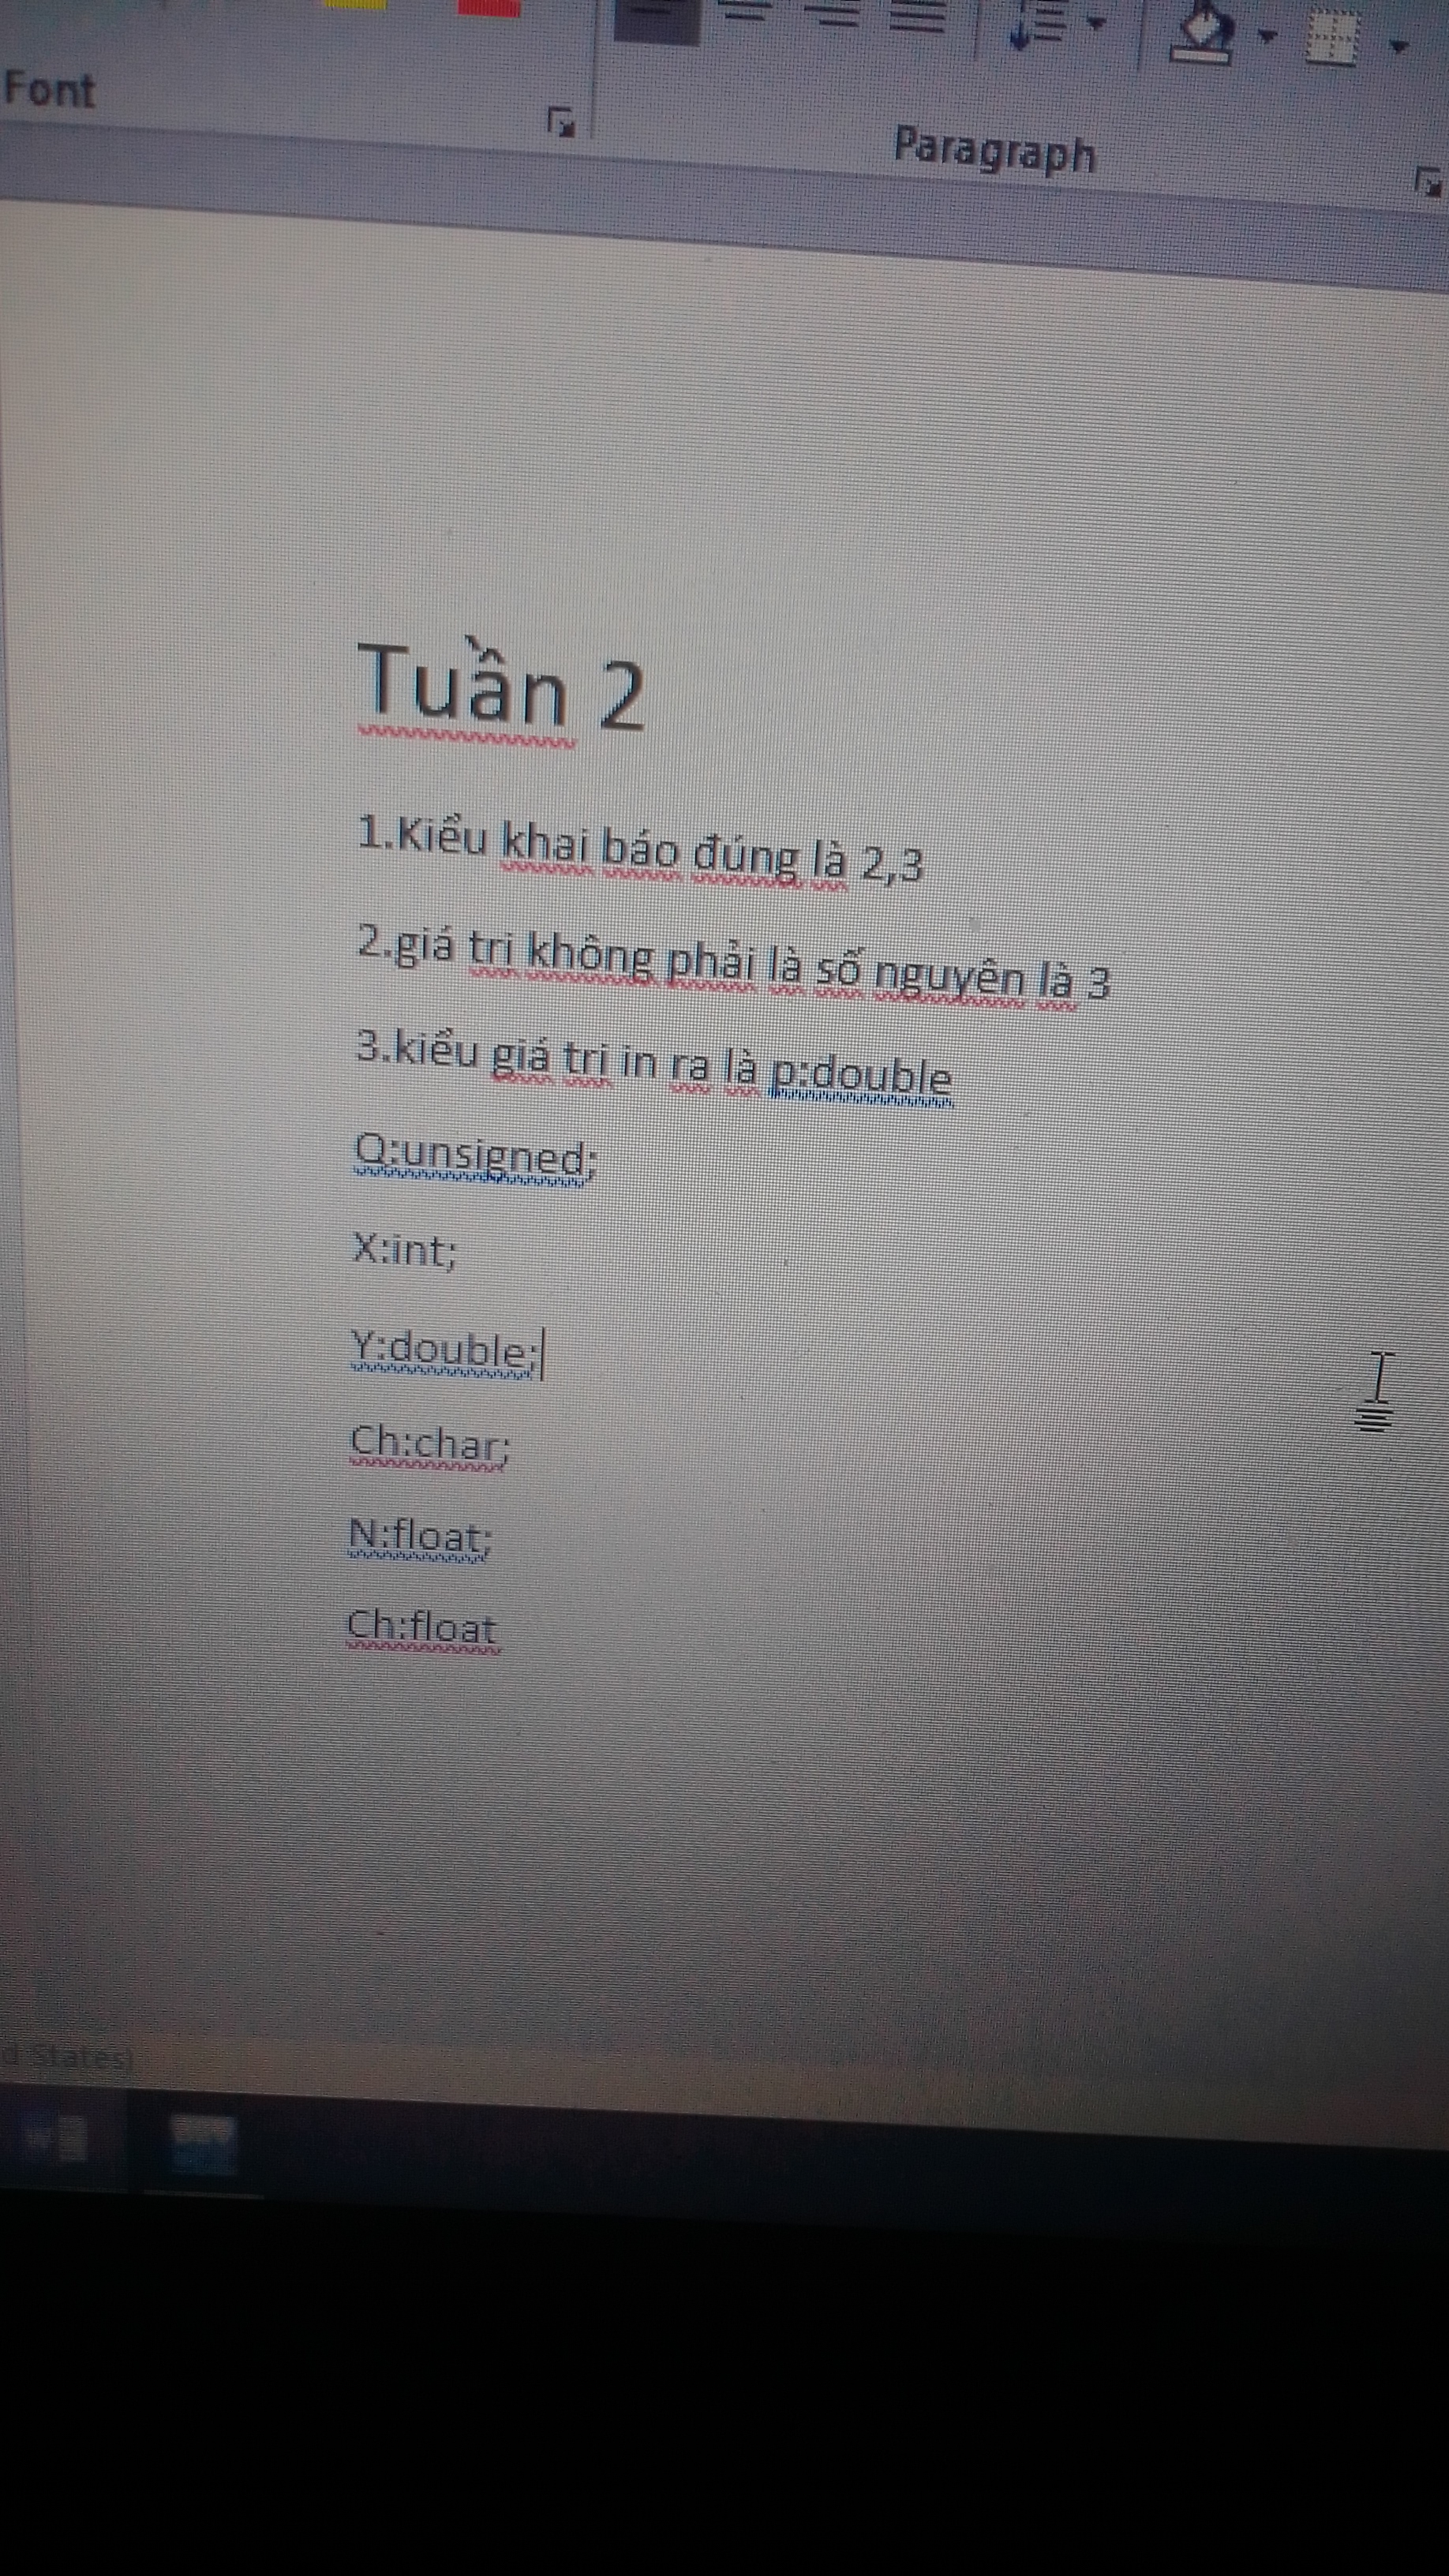 Font
Paragraph
Tuần 2
1.Kiểu khai báo đúng là 2,3
2.giá tri không phải là số nguyên là 3
3.kiểu giá tri in ra là p:double
Q:unsigned;
X:int;
Y:double;
Ch:char;
N:float;
Ch:float
d States)